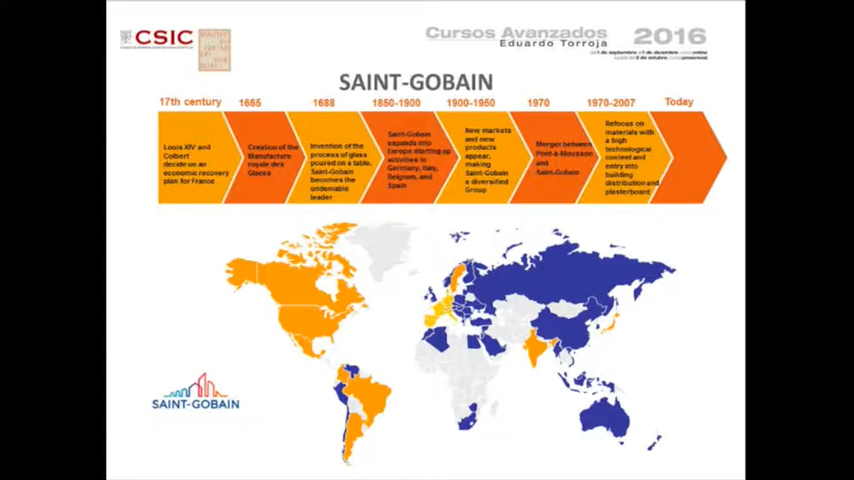 CSIC
Cursos Avanzados
Eduardo Torroja
2016
SAINT-GOBAIN
17th century
1665
1688
1850-1900
1900-1950
1970
1970-2007
Today
Louis XIV and
Colbert
decide on an
economic recovery
plan for France
Creation of the
Manufacture
royale des
Glaces
Invention of the
process of glass
poured on a table.
Saint-Gobain
becomes the
undeniable
leader
Saint-Gobain
expands into
Europe starting up
activities in
Germany, Italy,
Belgium, and
Spain
New markets
and new
products
appear,
making
Saint-Gobain
a diversified
Group
Merger between
Pont-à-Mousson
and
Saint-Gobain
Refocus on
materials with
a high
technological
content and
entry into
building
distribution and
plasterboard
SAINT-GOBAIN